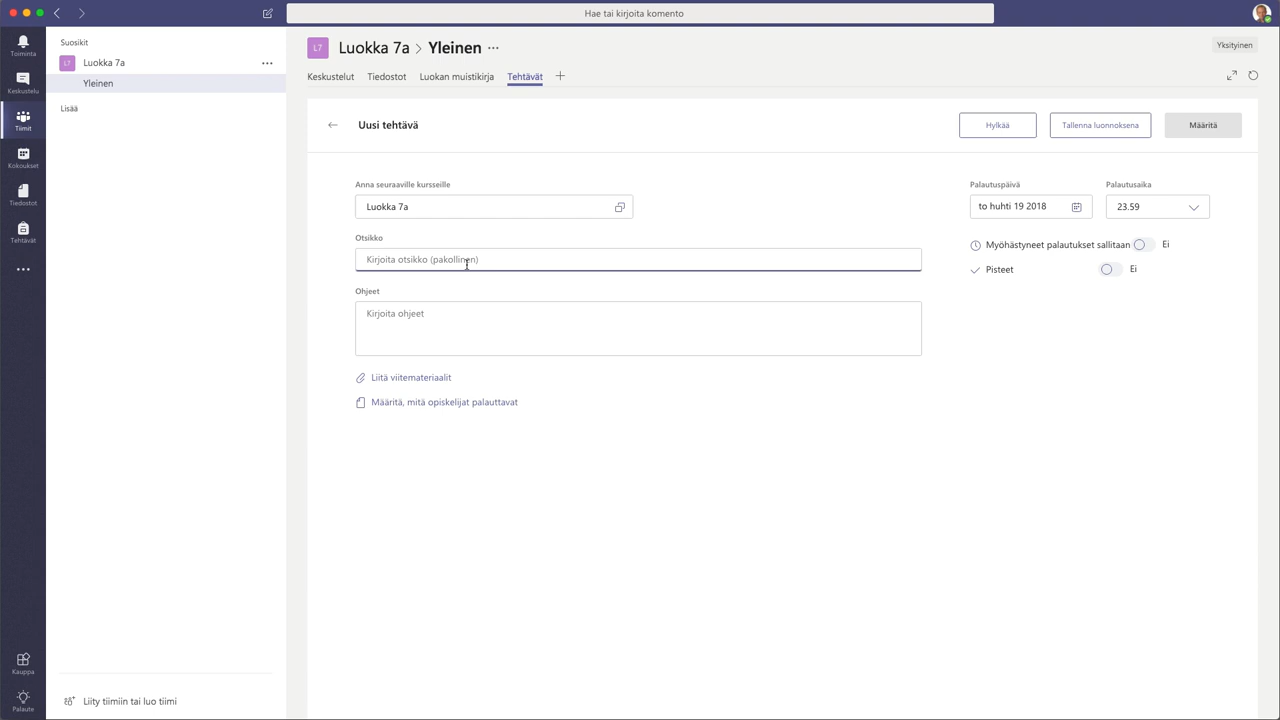 Hae tai kirjoita komento
Toiminta
Keskustelu
Tiimit
Kokoukset
Tiedostot
Tehtävät
Kauppa
Palaute
Suosikit
L7 Luokka 7a
Yleinen
Lisää
Liity tiimiin tai luo tiimi
L7 Luokka 7a > Yleinen
Yksityinen
Keskustelut Tiedostot Luokan muistikirja Tehtävät
Uusi tehtävä
Hylkää Tallenna luonnoksena Määritä
Anna seuraaville kursseille
Luokka 7a
Otsikko
Kirjoita otsikko (pakollinen)
Ohjeet
Kirjoita ohjeet
Liitä viitemateriaalit
Määritä, mitä opiskelijat palauttavat
Palautuspäivä Palautusaika
to huhti 19 2018 23.59
Myöhästyneet palautukset sallitaan Ei
Pisteet Ei